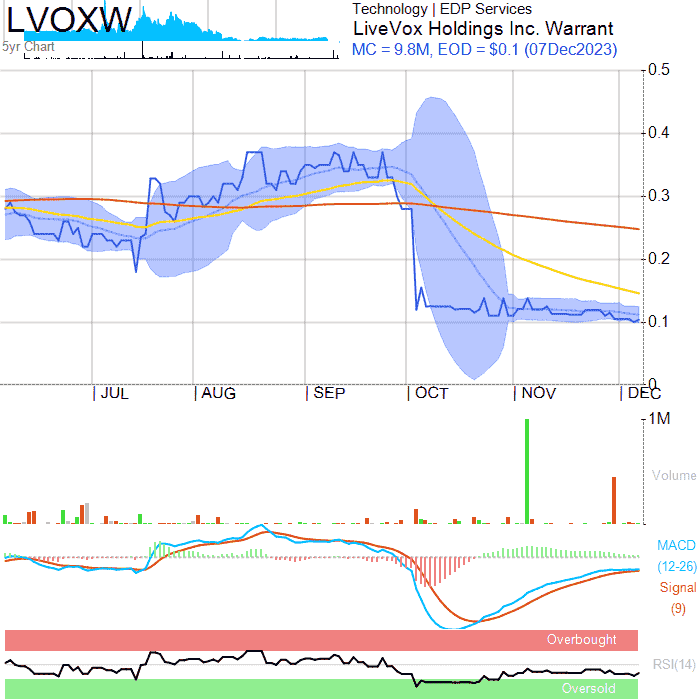 LVOXW
5yr Chart
Technology | EDP Services
LiveVox Holdings Inc. Warrant
MC = 9.8M, EOD = $0.1 (07Dec2023)
0.5
0.4
0.3
0.2
0.1
0
JUL
AUG
SEP
OCT
NOV
DEC
1M
Volume
MACD
(12-26)
Signal
(9)
Overbought
RSI(14)
Oversold